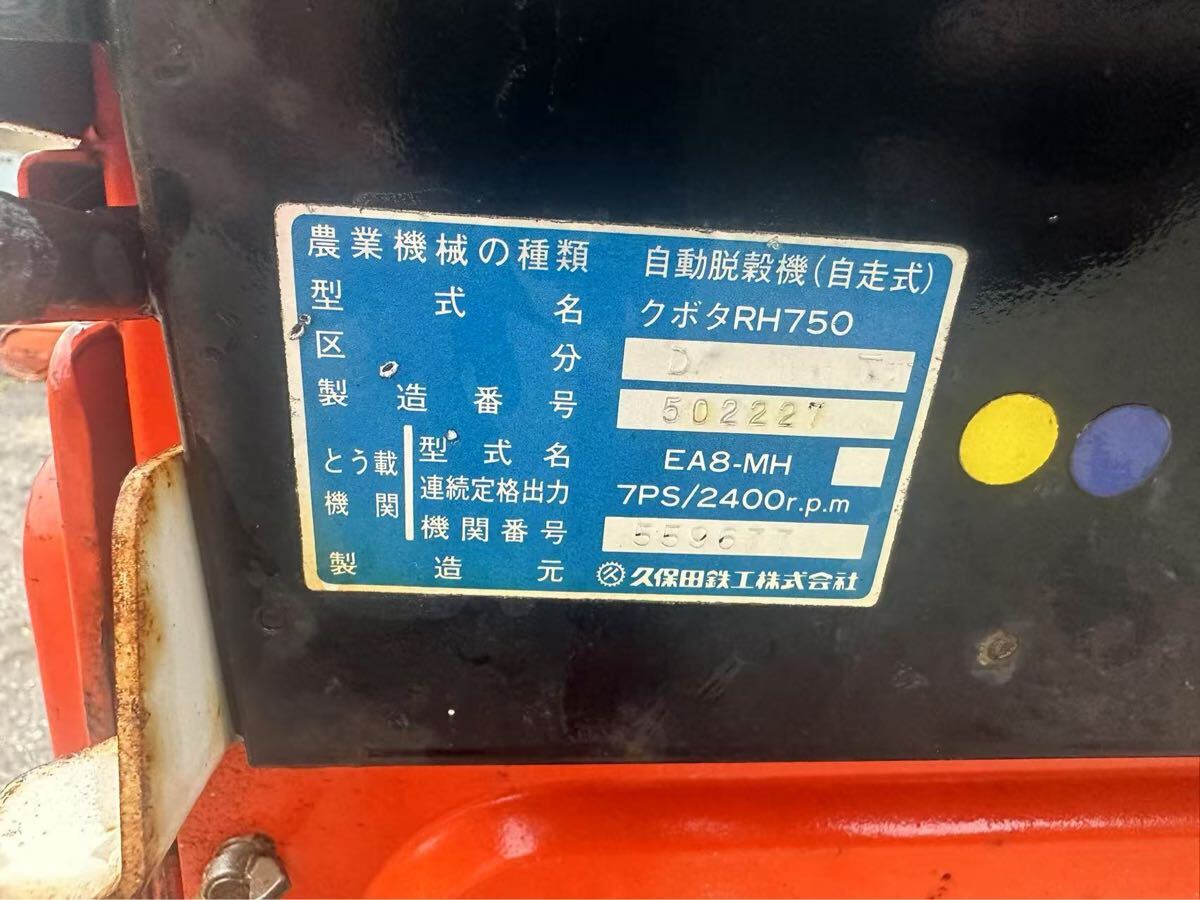 農業機械の種類 自動脱穀機(自走式)
型式名 クボタRH750
区分 D T
製造番号 502227
とう載機関 型式名 EA8-MH
連続定格出力 7PS/2400r.p.m
機関番号 559677
製造元 久保田鉄工株式会社